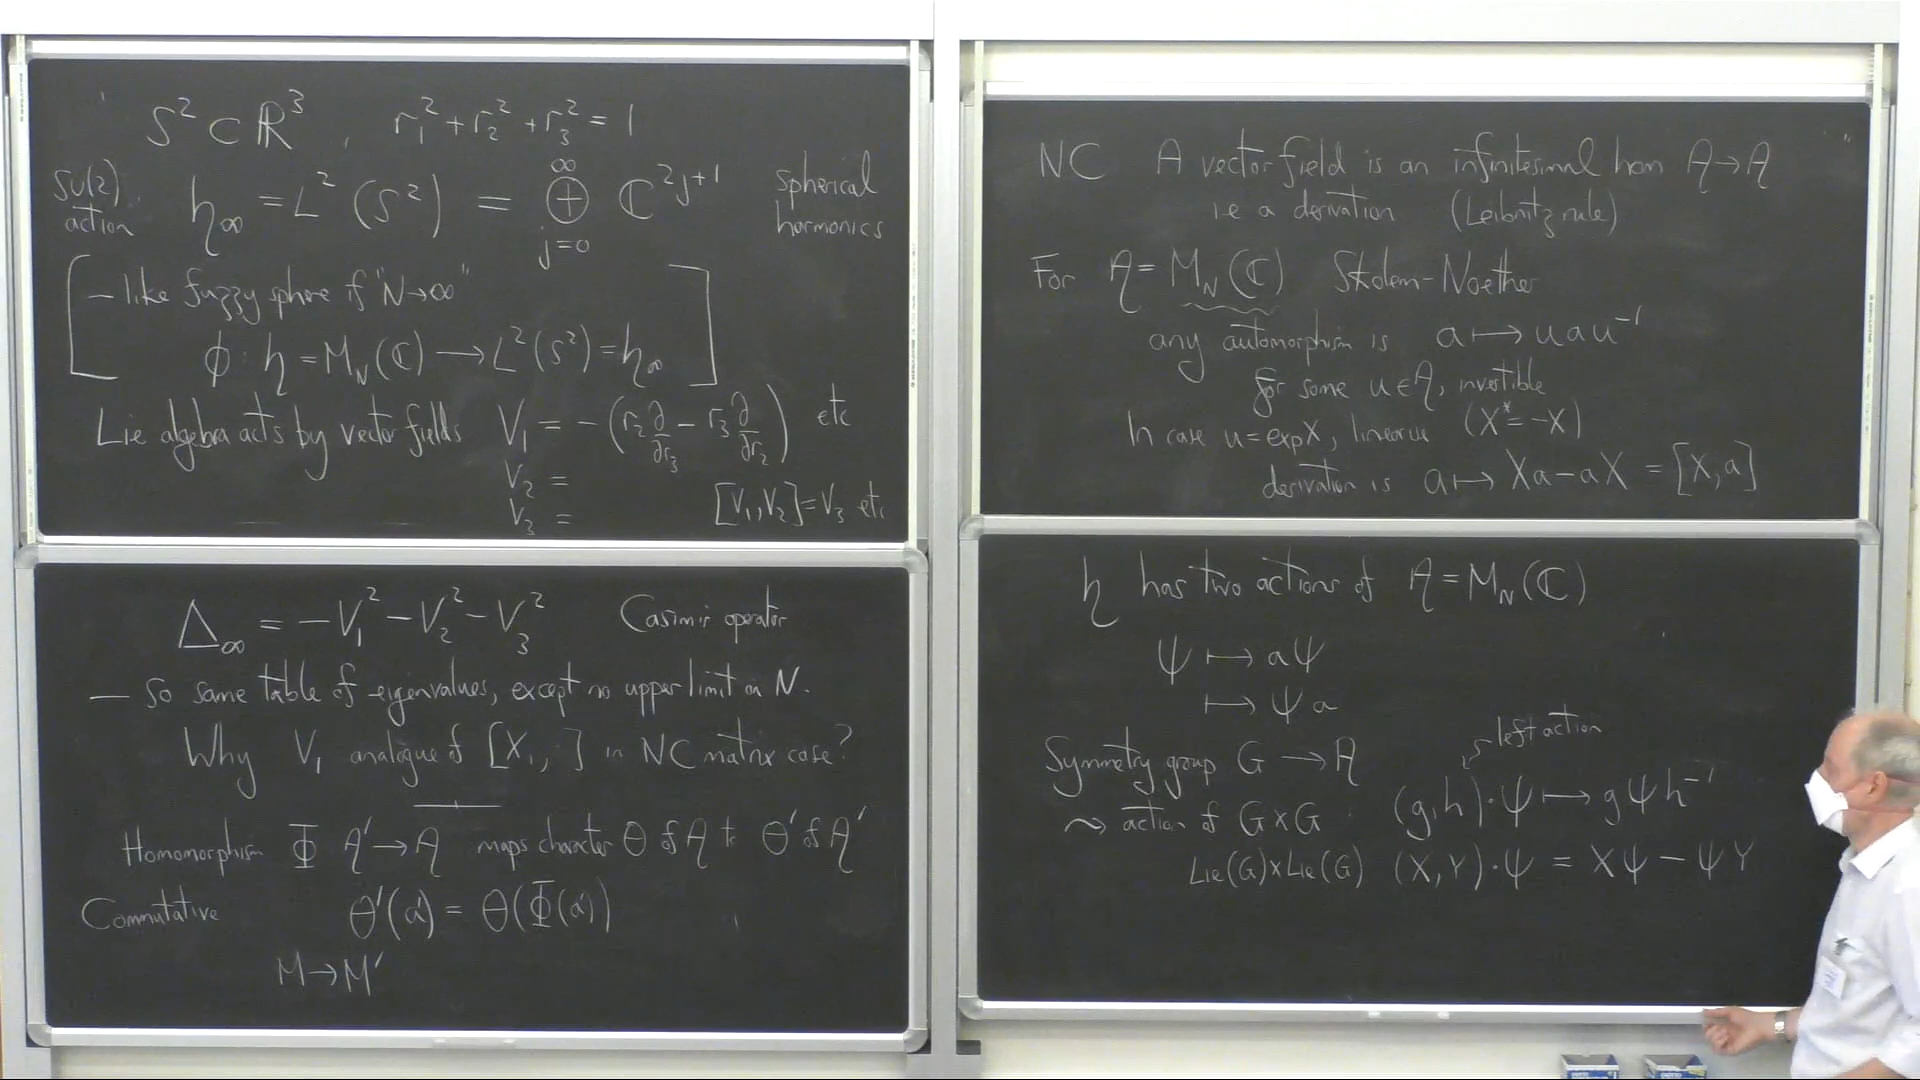 S² ⊂ ℝ³ , r₁² + r₂² + r₃² = 1
SU(2) action h_∞ = L²(S²) = ⊕_{j=0}^{∞} ℂ^{2j+1} spherical harmonics
– like fuzzy sphere if "N→∞"
ϕ : h = M_N(ℂ) ⟶ L²(S²) = h_∞
Lie algebra acts by vector fields V₁ = −(r₂ ∂/∂r₃ − r₃ ∂/∂r₂) etc
V₂ =
V₃ = [V₁,V₂] = V₃ etc
Δ_∞ = −V₁² − V₂² − V₃² Casimir operator
— So same table of eigenvalues, except no upper limit on N.
Why V₁ analogue of [X₁, ·] in NC matrix case?
Homomorphism Φ A′→A maps character θ of A to θ′ of A′
Commutative θ′(a′) = θ(Φ(a′))
M→M′
NC A vector field is an infinitesimal hom A→A
i.e a derivation (Leibnitz rule)
For A = M_N(ℂ) Skolem-Noether
any automorphism is a ⟼ u a u⁻¹
for some u∈A, invertible
In case u = exp X, linearise (X* = −X)
derivation is a ⟼ Xa − aX = [X,a]
h has two actions of A = M_N(ℂ)
ψ ⟼ aψ
⟼ ψa
left action
Symmetry group G ⟶ A
⇝ action of G×G : (g,h)·ψ ⟼ gψh⁻¹
Lie(G)×Lie(G) (X,Y)·ψ = Xψ − ψY